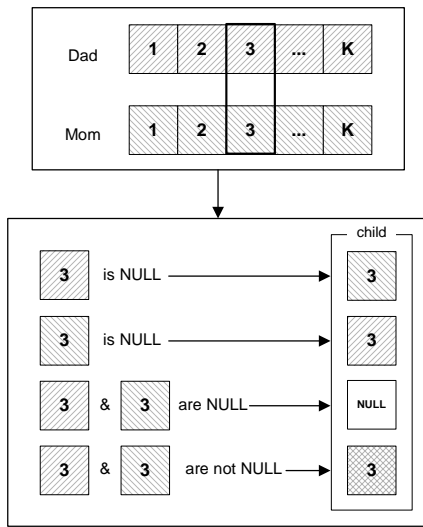 Dad 1 2 3 ... K
Mom 1 2 3 ... K
child
3 is NULL 3
3 is NULL 3
3 & 3 are NULL NULL
3 & 3 are not NULL 3